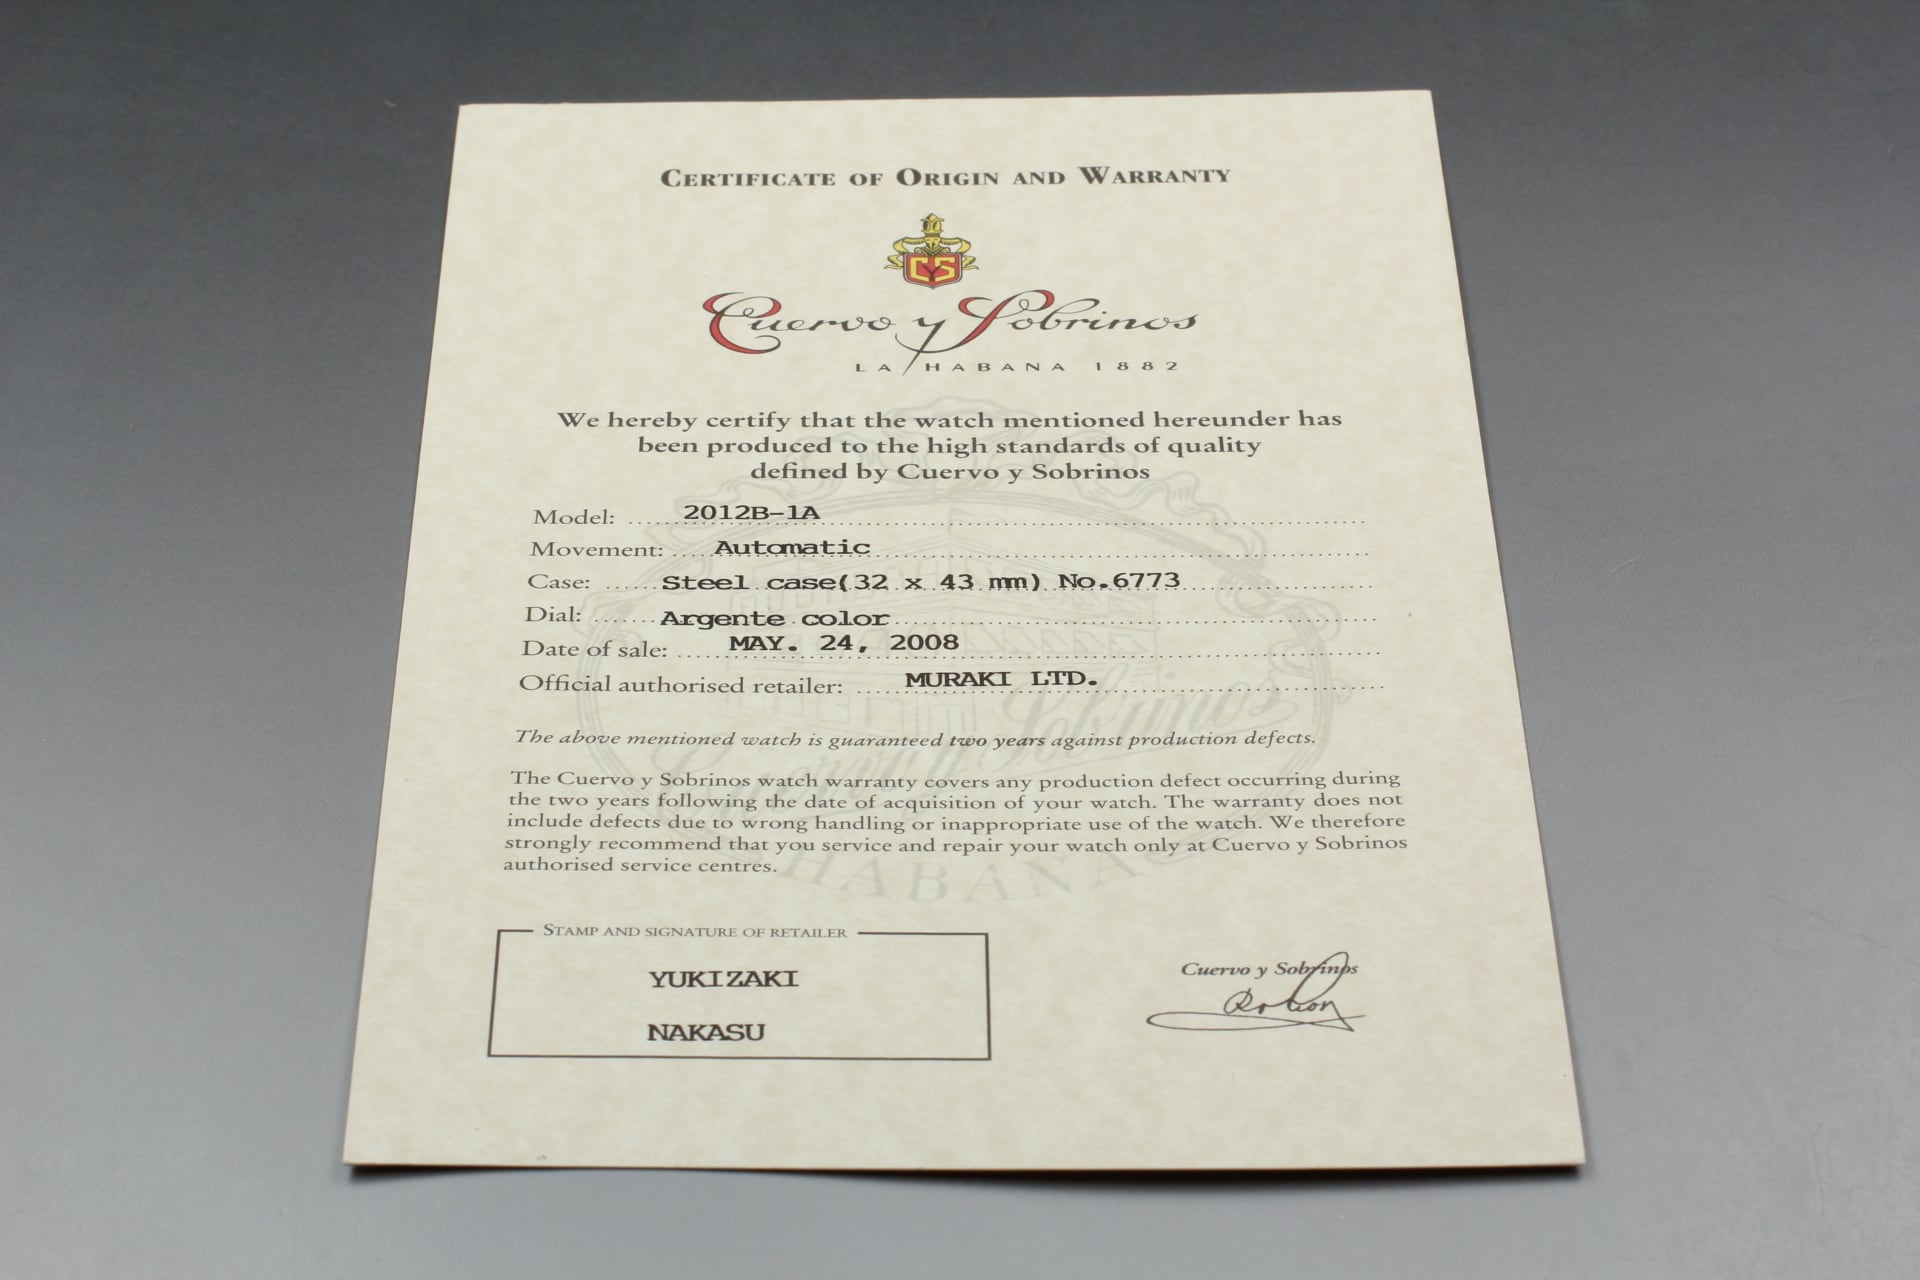 CERTIFICATE OF ORIGIN AND WARRANTY
CYS
Cuervo y Sobrinos
LA HABANA 1882
We hereby certify that the watch mentioned hereunder has
been produced to the high standards of quality
defined by Cuervo y Sobrinos
Model: ..... 2012B-1A
Movement: .... Automatic
Case: ...... Steel case(32 x 43 mm) No.6773
Dial: ....... Argente color
Date of sale: ...... MAY. 24, 2008
Official authorised retailer: ..... MURAKI LTD.
The above mentioned watch is guaranteed two years against production defects.
The Cuervo y Sobrinos watch warranty covers any production defect occurring during
the two years following the date of acquisition of your watch. The warranty does not
include defects due to wrong handling or inappropriate use of the watch. We therefore
strongly recommend that you service and repair your watch only at Cuervo y Sobrinos
authorised service centres.
Cuervo y Sobrinos
HABANA
STAMP AND SIGNATURE OF RETAILER
YUKIZAKI
NAKASU
Cuervo y Sobrinos